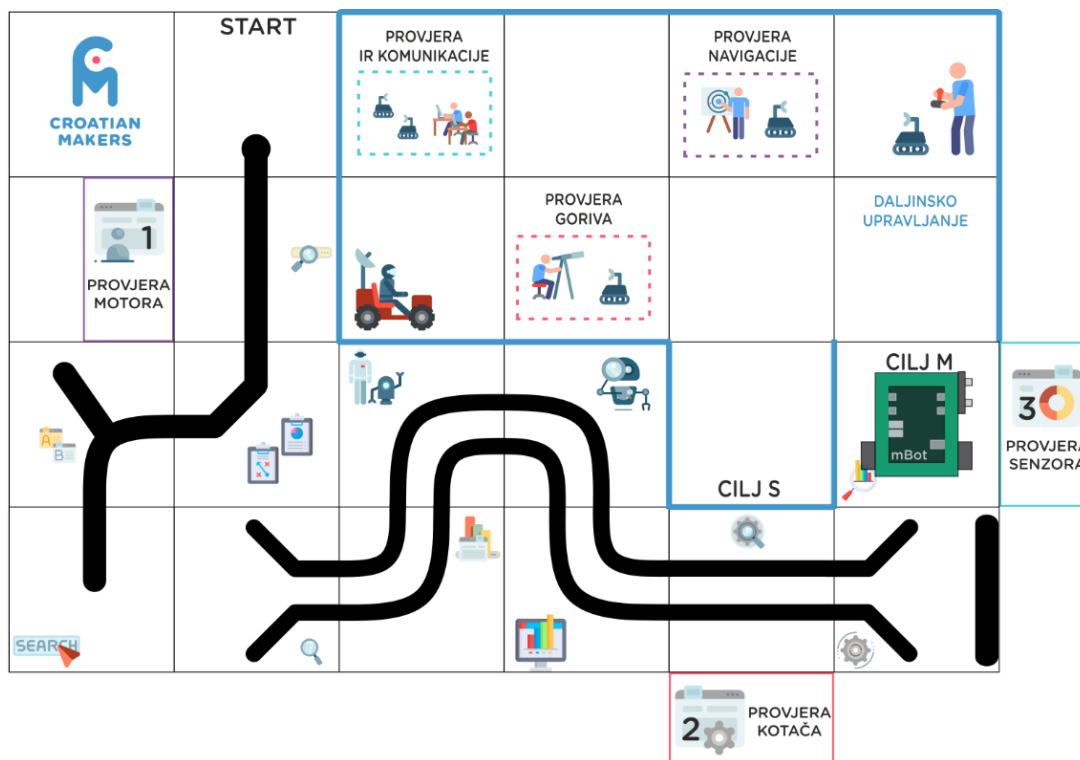 START
PROVJERA
IR KOMUNIKACIJE
PROVJERA
NAVIGACIJE
CROATIAN
MAKERS
1
PROVJERA
MOTORA
PROVJERA
GORIVA
DALJINSKO
UPRAVLJANJE
CILJ M
mBot
3
PROVJERA
SENZORA
A
B
CILJ S
SEARCH
2
PROVJERA
KOTAČA